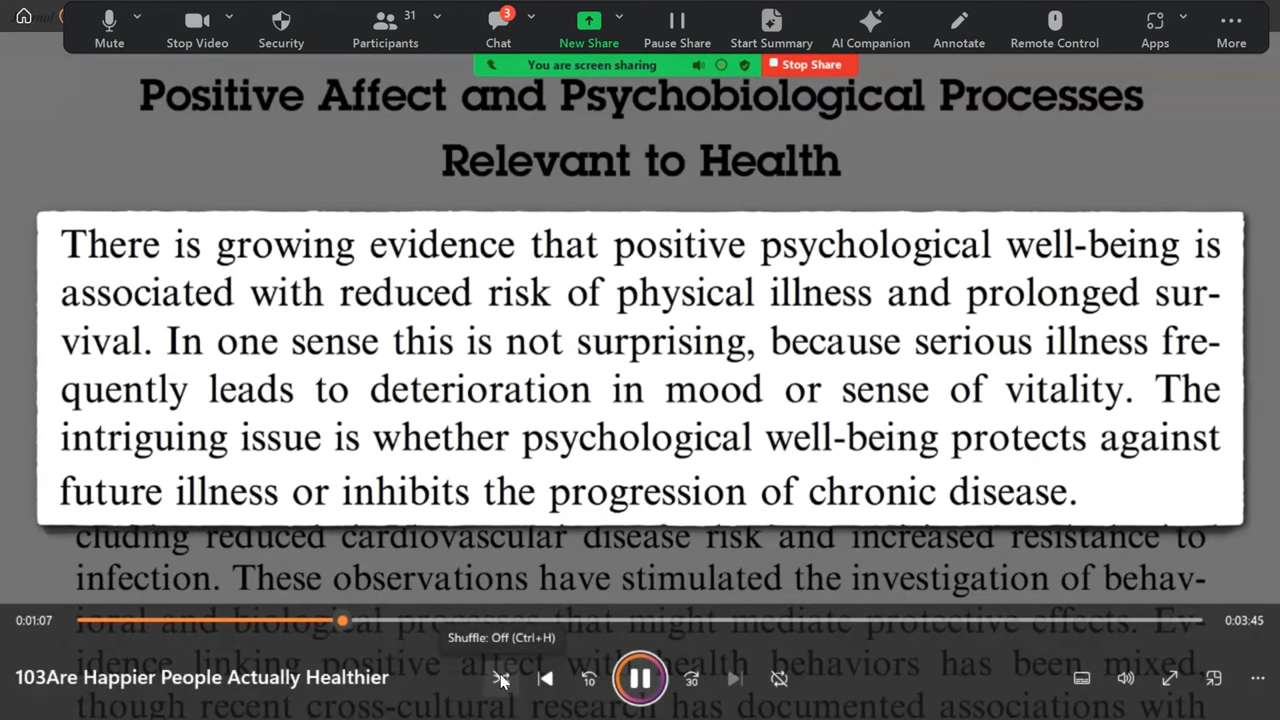 31
3
Mute
Stop Video
Security
Participants
Chat
New Share
Pause Share
Start Summary
AI Companion
Annotate
Remote Control
Apps
More
You are screen sharing
Stop Share
Positive Affect and Psychobiological Processes
Relevant to Health
There is growing evidence that positive psychological well-being is
associated with reduced risk of physical illness and prolonged sur-
vival. In one sense this is not surprising, because serious illness fre-
quently leads to deterioration in mood or sense of vitality. The
intriguing issue is whether psychological well-being protects against
future illness or inhibits the progression of chronic disease.
cluding reduced cardiovascular disease risk and increased resistance to
infection. These observations have stimulated the investigation of behav-
ioral and biological processes that might mediate protective effects. Ev-
0:01:07
0:03:45
Shuffle: Off (Ctrl+H)
idence linking positive affect with health behaviors has been mixed,
103Are Happier People Actually Healthier
10
30
though recent cross-cultural research has documented associations with